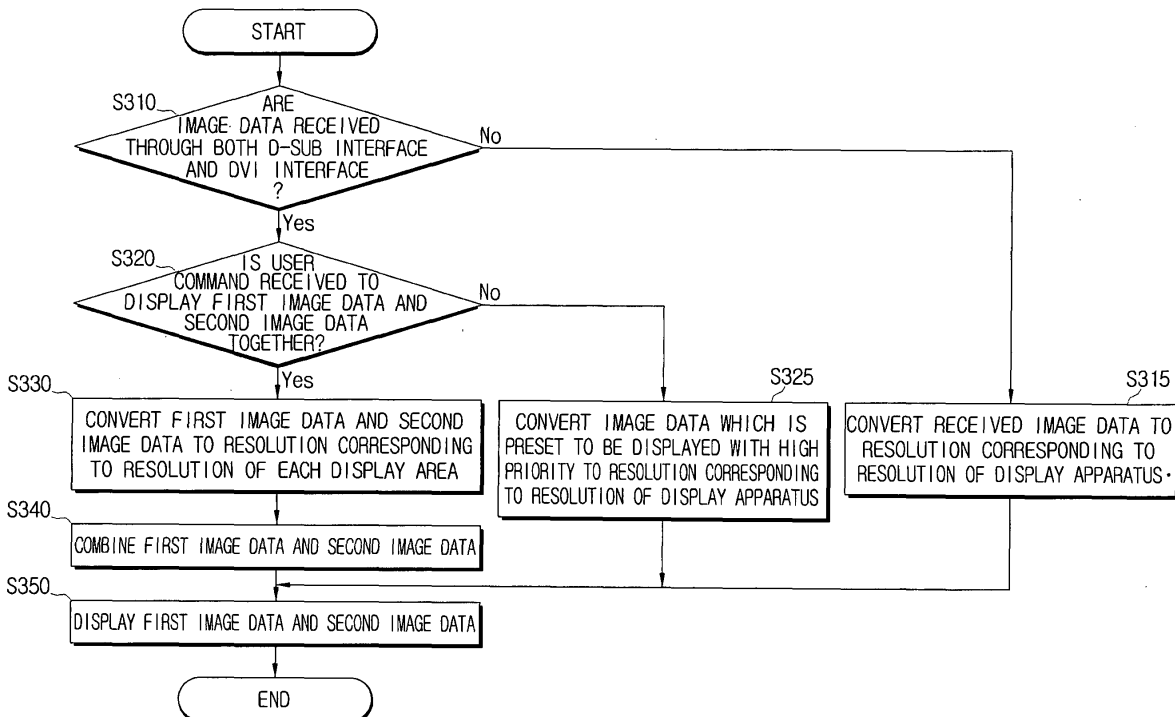 START
S310
ARE
IMAGE DATA RECEIVED
THROUGH BOTH D-SUB INTERFACE
AND DVI INTERFACE
?
No
Yes
S320
IS USER
COMMAND RECEIVED TO
DISPLAY FIRST IMAGE DATA AND
SECOND IMAGE DATA
TOGETHER?
No
Yes
S330
CONVERT FIRST IMAGE DATA AND SECOND
IMAGE DATA TO RESOLUTION CORRESPONDING
TO RESOLUTION OF EACH DISPLAY AREA
S325
CONVERT IMAGE DATA WHICH IS
PRESET TO BE DISPLAYED WITH HIGH
PRIORITY TO RESOLUTION CORRESPONDING
TO RESOLUTION OF DISPLAY APPARATUS
S315
CONVERT RECEIVED IMAGE DATA TO
RESOLUTION CORRESPONDING TO
RESOLUTION OF DISPLAY APPARATUS.
S340
COMBINE FIRST IMAGE DATA AND SECOND IMAGE DATA
S350
DISPLAY FIRST IMAGE DATA AND SECOND IMAGE DATA
END